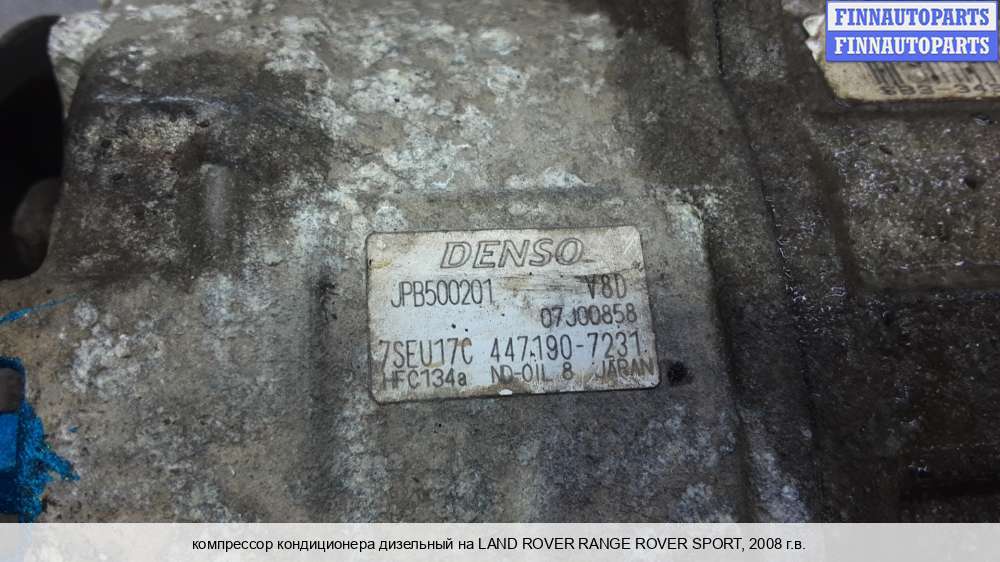 FINNAUTOPARTS
FINNAUTOPARTS
DENSO
JPB500201 V8D
07J00858
7SEU17C 447190-7231
HFC134a ND-OIL 8 JAPAN
компрессор кондиционера дизельный на LAND ROVER RANGE ROVER SPORT, 2008 г.в.